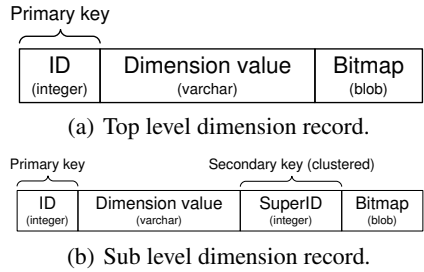 Primary key
ID Dimension value Bitmap
(integer) (varchar) (blob)
(a) Top level dimension record.
Primary key Secondary key (clustered)
ID Dimension value SuperID Bitmap
(integer) (varchar) (integer) (blob)
(b) Sub level dimension record.